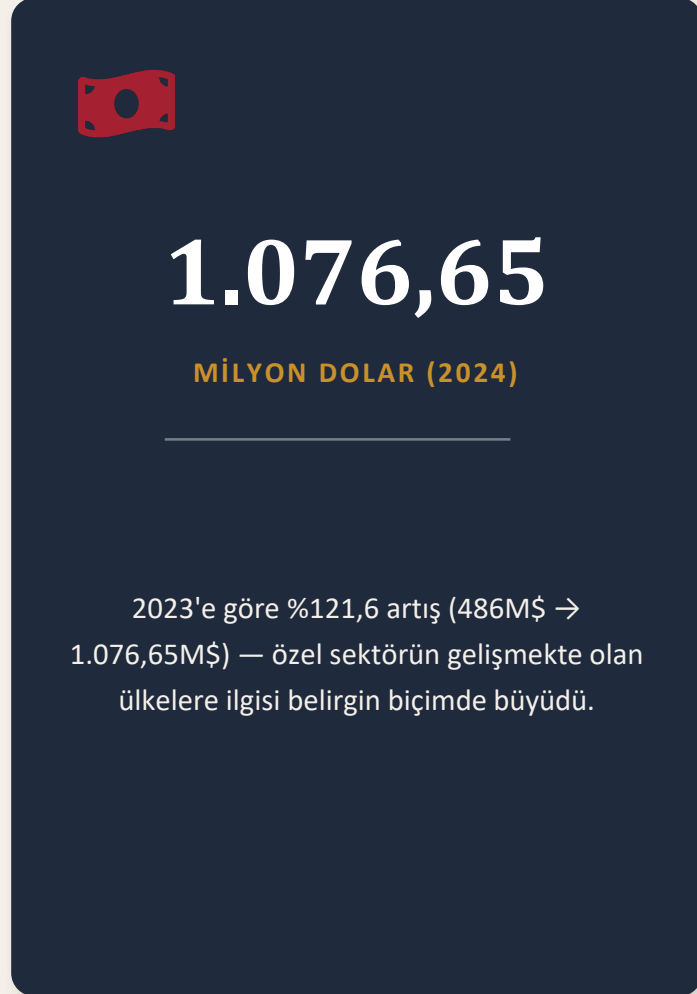 1.076,65
MİLYON DOLAR (2024)
2023'e göre %121,6 artış (486M$ →
1.076,65M$) — özel sektörün gelişmekte olan
ülkelere ilgisi belirgin biçimde büyüdü.